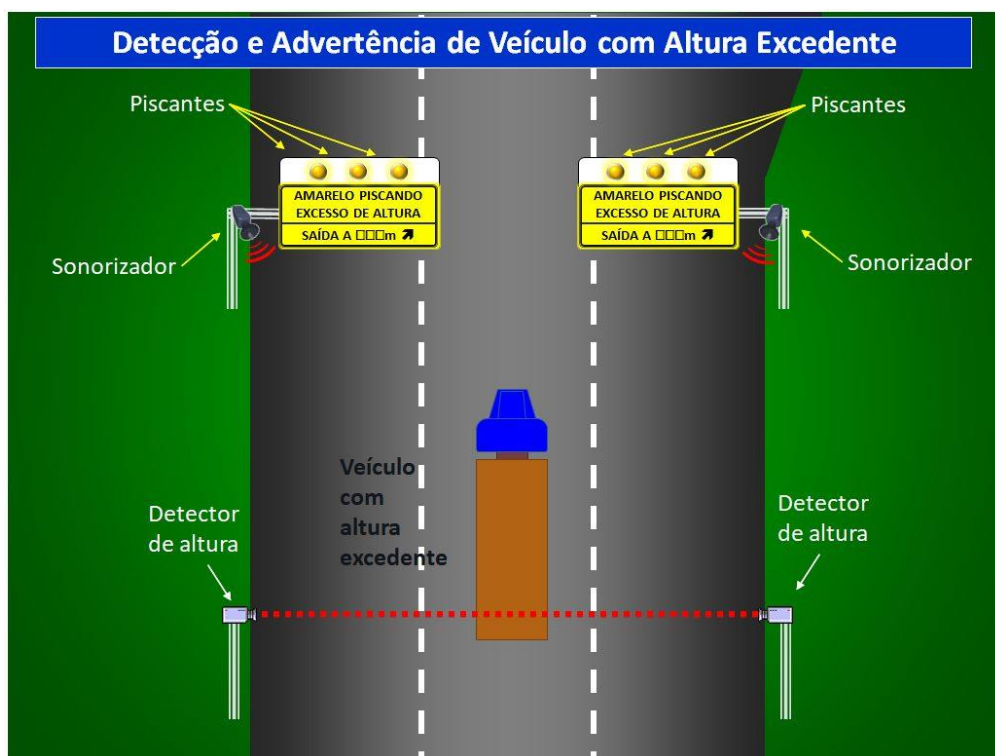 Detecção e Advertência de Veículo com Altura Excedente
Piscantes
Piscantes
AMARELO PISCANDO
EXCESSO DE ALTURA
SAÍDA A □□□m ↗
AMARELO PISCANDO
EXCESSO DE ALTURA
SAÍDA A □□□m ↗
Sonorizador
Sonorizador
Veículo
com
altura
excedente
Detector
de altura
Detector
de altura